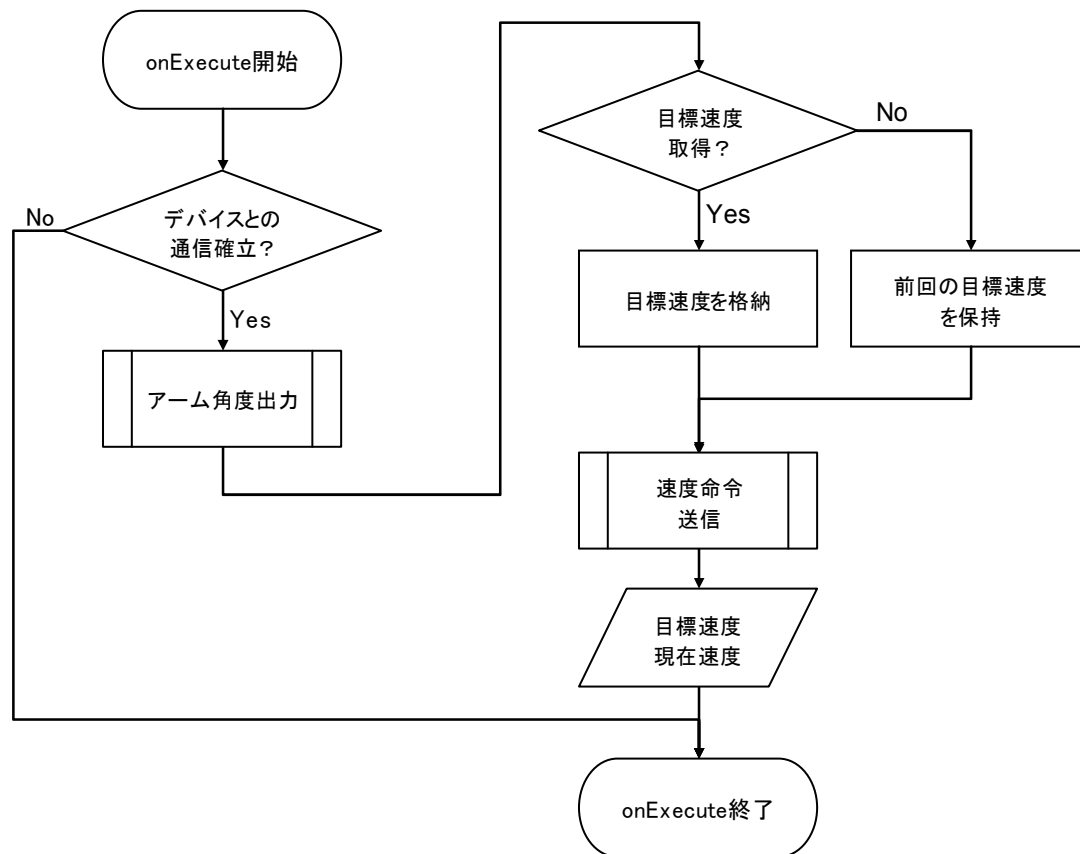 onExecute開始
デバイスとの
通信確立？
No
Yes
アーム角度出力
目標速度
取得？
No
Yes
目標速度を格納
前回の目標速度
を保持
速度命令
送信
目標速度
現在速度
onExecute終了